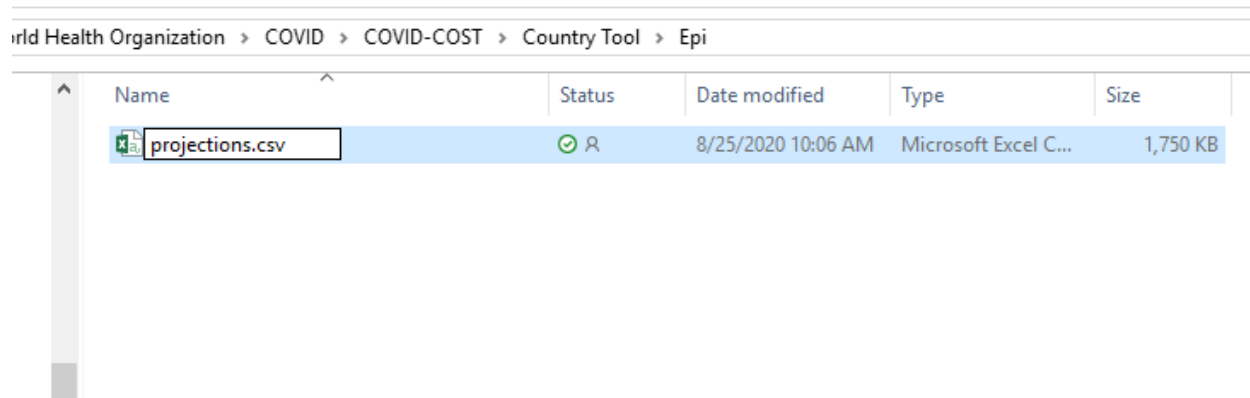 rld Health Organization > COVID > COVID-COST > Country Tool > Epi
Name Status Date modified Type Size
projections.csv 8/25/2020 10:06 AM Microsoft Excel C... 1,750 KB